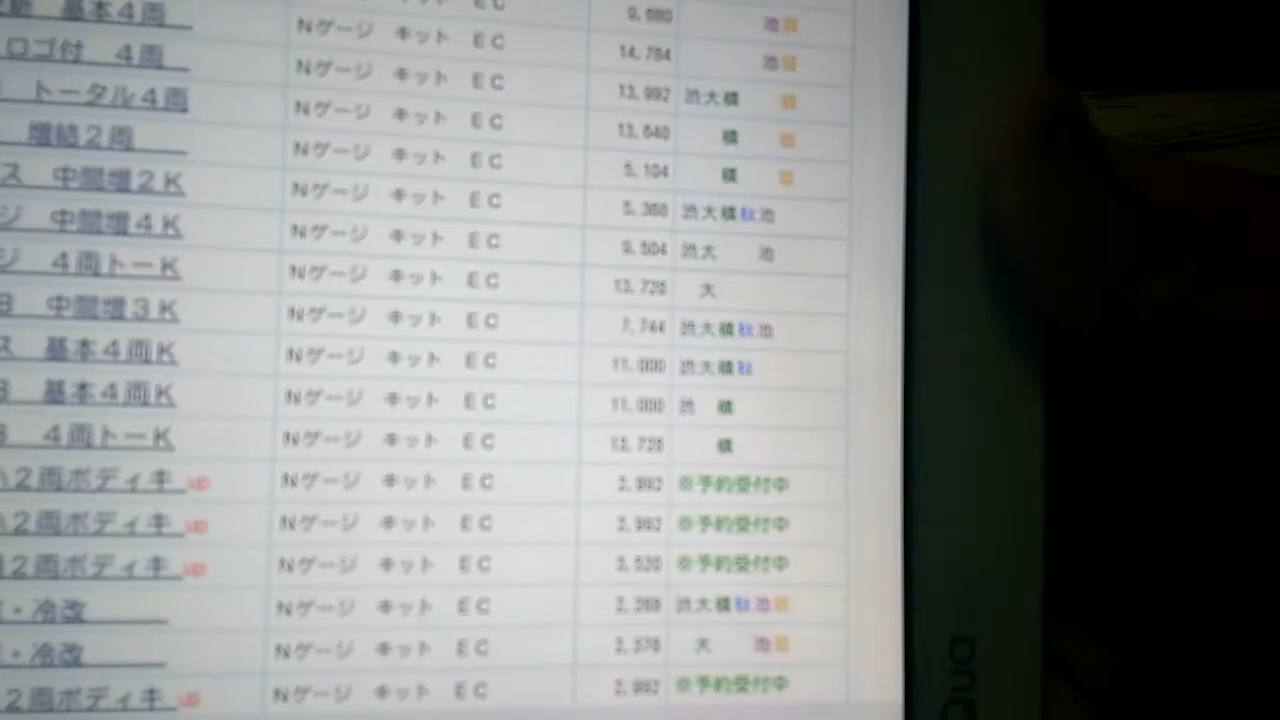 EC 9,680 池
基本4両 Nゲージ キット EC 14,784 池
ロゴ付 4両 Nゲージ キット EC 13,992 渋大横
トータル4両 Nゲージ キット EC 13,640 横
増結2両 Nゲージ キット EC 5,104 横
ス 中間増2K Nゲージ キット EC 5,368 渋大横秋池
ジ 中間増4K Nゲージ キット EC 9,504 渋大 池
ジ 4両トーK Nゲージ キット EC 13,728 大
中間増3K Nゲージ キット EC 7,744 渋大横秋池
ス 基本4両K Nゲージ キット EC 11,000 渋大横秋
基本4両K Nゲージ キット EC 11,000 渋 横
4両トーK Nゲージ キット EC 13,728 横
2両ボディキ UP Nゲージ キット EC 2,992 ※予約受付中
2両ボディキ UP Nゲージ キット EC 2,992 ※予約受付中
2両ボディキ UP Nゲージ キット EC 3,520 ※予約受付中
・冷改 Nゲージ キット EC 2,288 渋大横秋池
・冷改 Nゲージ キット EC 2,376 大 池
2両ボディキ UP Nゲージ キット EC 2,992 ※予約受付中